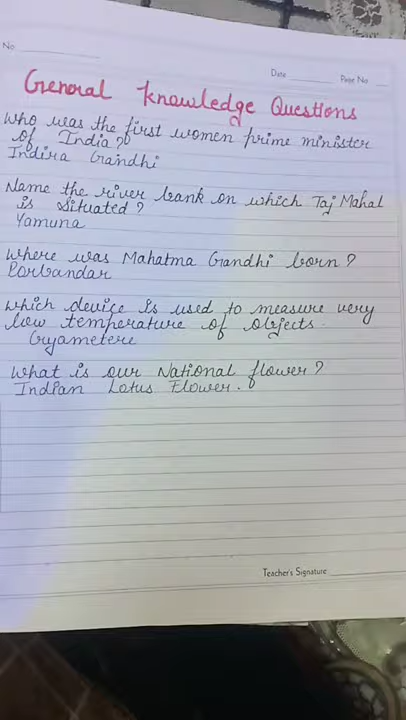 No
Date
Page No
General Knowledge Questions
Who was the first women prime minister
of India?
Indira Gandhi
Name the river bank on which Taj Mahal
is situated?
Yamuna
Where was Mahatma Gandhi born?
Porbandar
which device is used to measure very
low temperature of objects.
Cryametere
What is our National flower?
Indian Lotus Flower.
Teacher's Signature